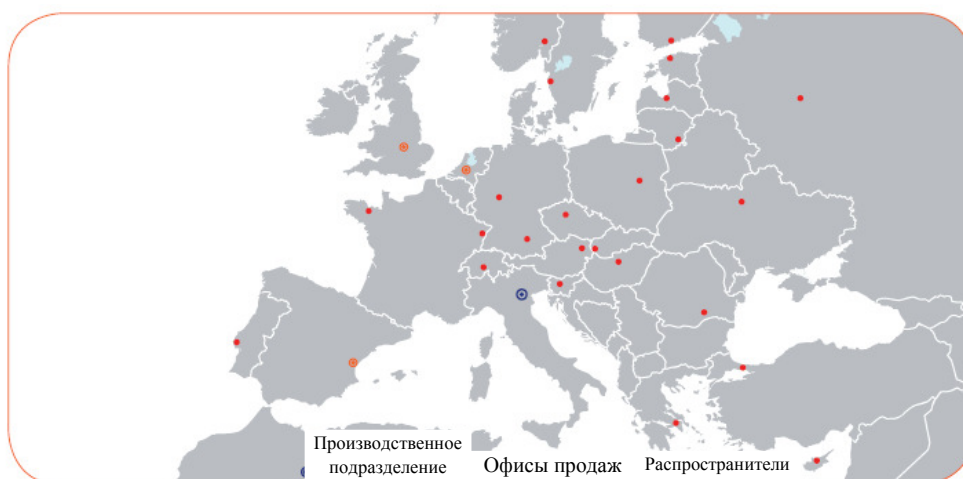 Производственное
подразделение
Офисы продаж
Распространители